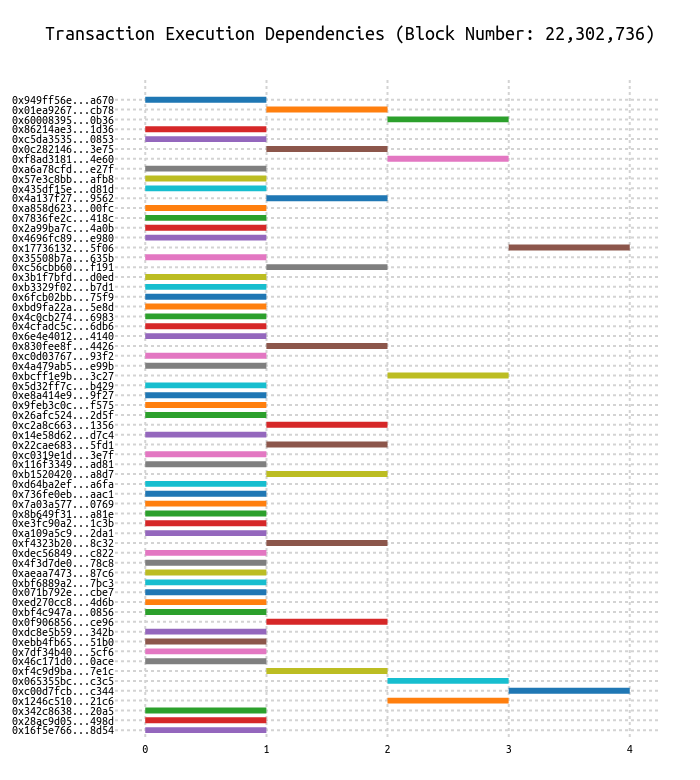 Transaction Execution Dependencies (Block Number: 22,302,736)
0x949ff56e...a670
0x01ea9267...cb78
0x60008395...0b36
0x86214ae3...1d36
0xc5da3535...0853
0x0c282146...3e75
0xf8ad3181...4e60
0xa6a78cfd...e27f
0x57e3c8bb...afb8
0x435df15e...d81d
0x4a137f27...9562
0xa858d623...00fc
0x7836fe2c...418c
0x2a99ba7c...4a0b
0x4696fc89...e980
0x17736132...5f06
0x35508b7a...635b
0xc56cbb60...f191
0x3b1f7bfd...d0ed
0xb3329f02...b7d1
0x6fcb02bb...75f9
0xbd9fa22a...5e8d
0x4c0cb274...6983
0x4cfadc5c...6db6
0x6e4e4012...4140
0x830fee8f...4426
0xc0d03767...93f2
0x4a479ab5...e99b
0xbcff1e9b...3c27
0x5d32ff7c...b429
0xe8a414e9...9f27
0x9feb3c0c...f575
0x26afc524...2d5f
0xc2a8c663...1356
0x14e58d62...d7c4
0x22cae683...5fd1
0xc0319e1d...3e7f
0x116f3349...ad81
0xb1520420...a8d7
0xd64ba2ef...a6fa
0x736fe0eb...aac1
0x7a03a577...0769
0x8b649f31...a81e
0xe3fc90a2...1c3b
0xa109a5c9...2da1
0xf4323b20...8c32
0xdec56849...c822
0x4f3d7de0...78c8
0xaeaa7473...87c6
0xbf6889a2...7bc3
0x071b792e...cbe7
0xed270cc8...4d6b
0xbf4c947a...0856
0x0f906856...ce96
0xdc8e5b59...342b
0xebb4fb65...51b0
0x7df34b40...5cf6
0x46c171d0...0ace
0xf4c9d9ba...7e1c
0x065355bc...c3c5
0xc00d7fcb...c344
0x1246c510...21c6
0x342c8638...20a5
0x28ac9d05...498d
0x16f5e766...8d54
0 1 2 3 4